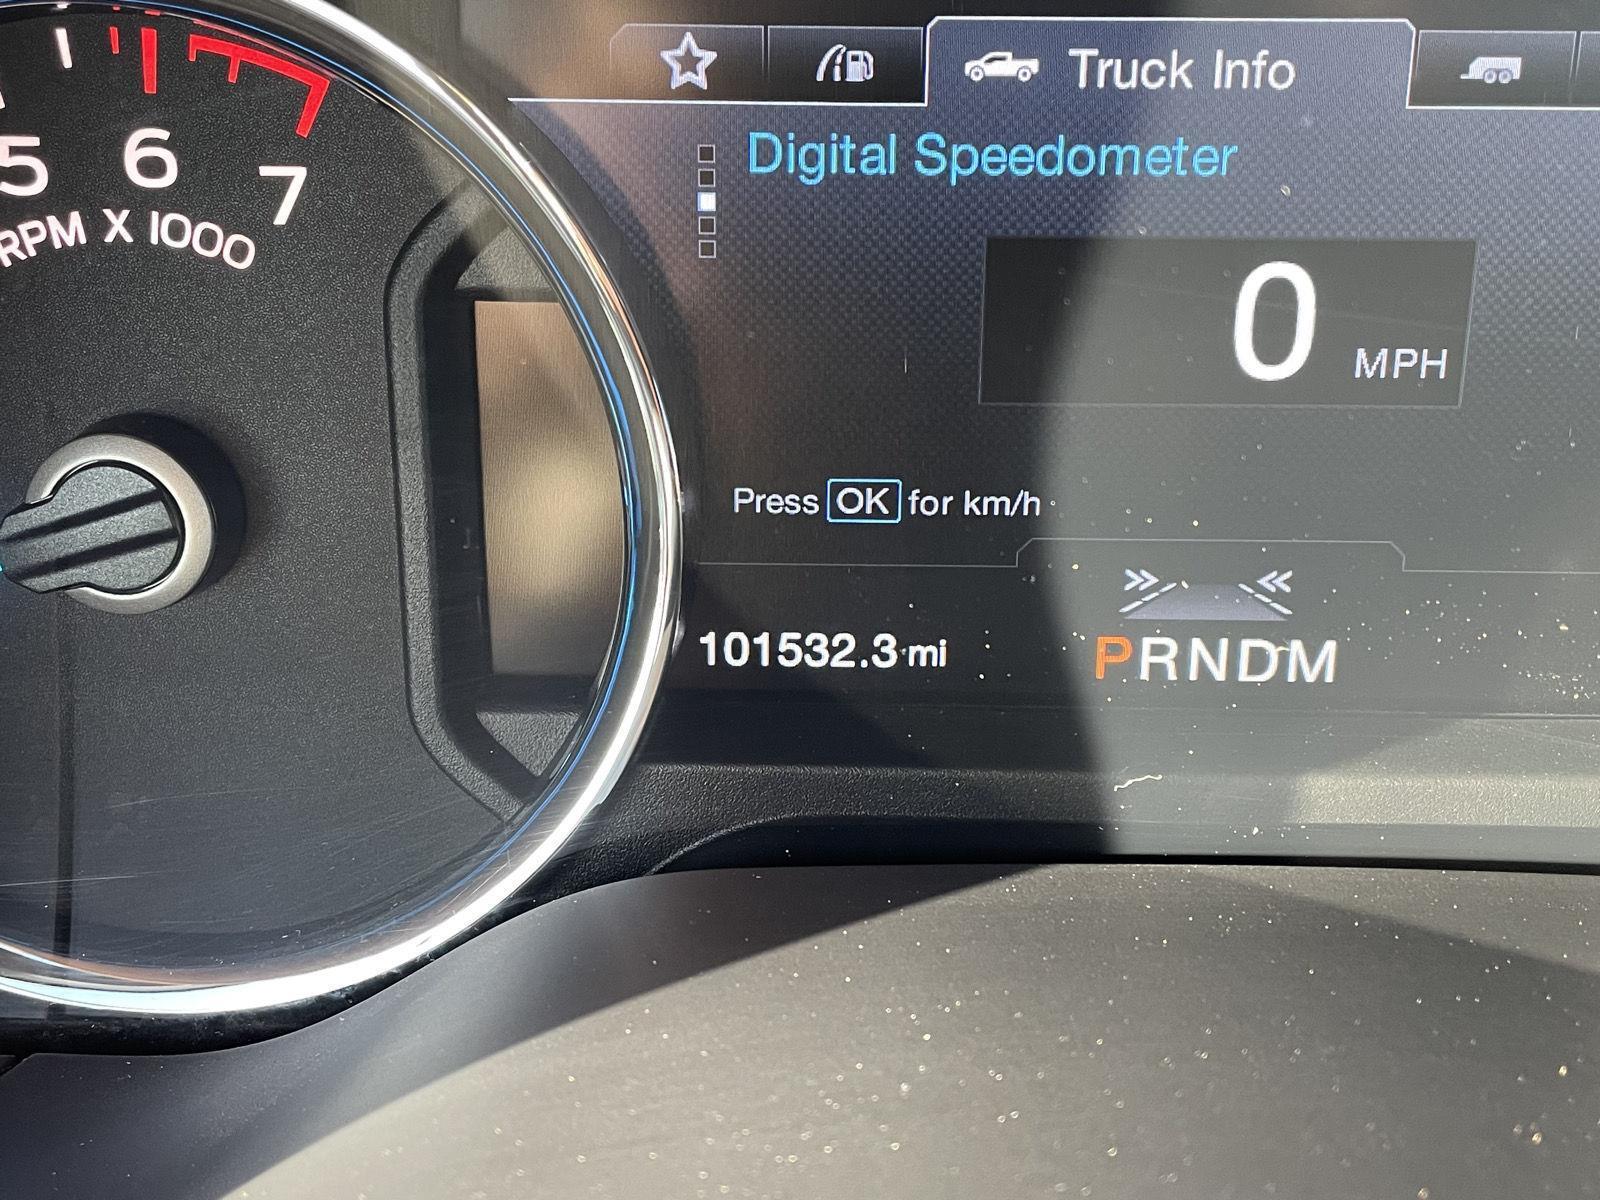 5 6 7
RPM X 1000
Truck Info
Digital Speedometer
0 MPH
Press OK for km/h
101532.3 mi
PRNDM